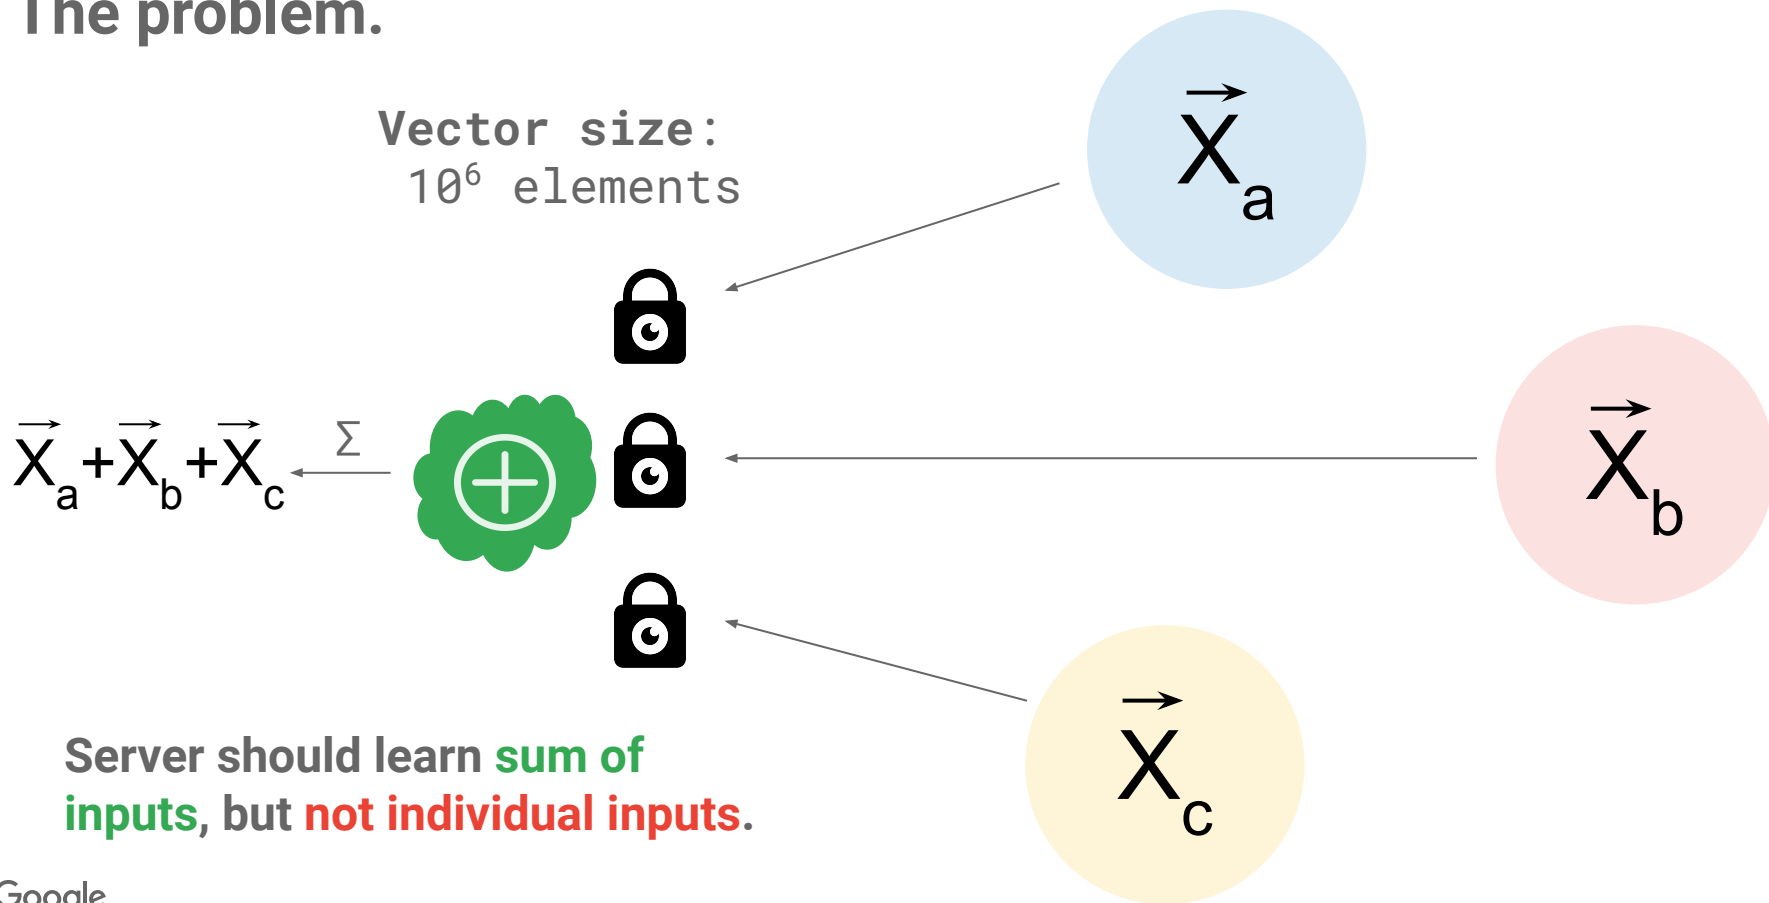 The problem.
Vector size:
10⁶ elements
X⃗a
X⃗b
X⃗a+X⃗b+X⃗c
Σ
X⃗c
Server should learn sum of
inputs, but not individual inputs.
Google